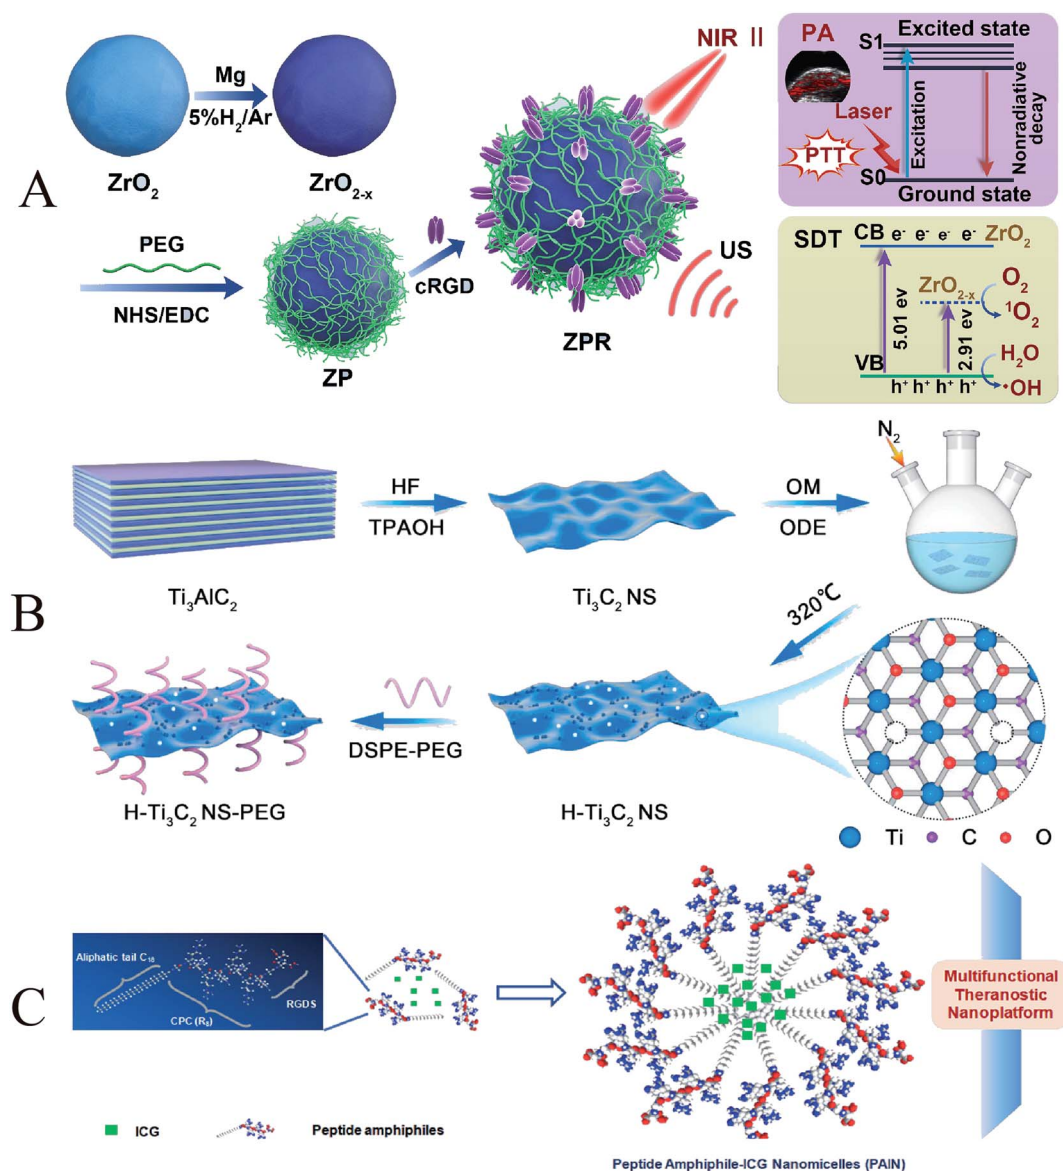 A
ZrO2
Mg
5%H2/Ar
ZrO2-x
PEG
NHS/EDC
ZP
cRGD
ZPR
NIR II
US
PA
S1
Excited state
Laser
PTT
Excitation
Nonradiative
decay
S0
Ground state
SDT
CB
e- e- e- e-
ZrO2
ZrO2-x
O2
1O2
5.01 ev
2.91 ev
H2O
VB
h+ h+ h+ h+
•OH
B
Ti3AlC2
HF
TPAOH
Ti3C2 NS
OM
ODE
N2
320℃
H-Ti3C2 NS
DSPE-PEG
H-Ti3C2 NS-PEG
Ti
C
O
C
Aliphatic tail C18
CPC (R8)
RGDS
ICG
Peptide amphiphiles
Peptide Amphiphile-ICG Nanomicelles (PAIN)
Multifunctional
Theranostic
Nanoplatform